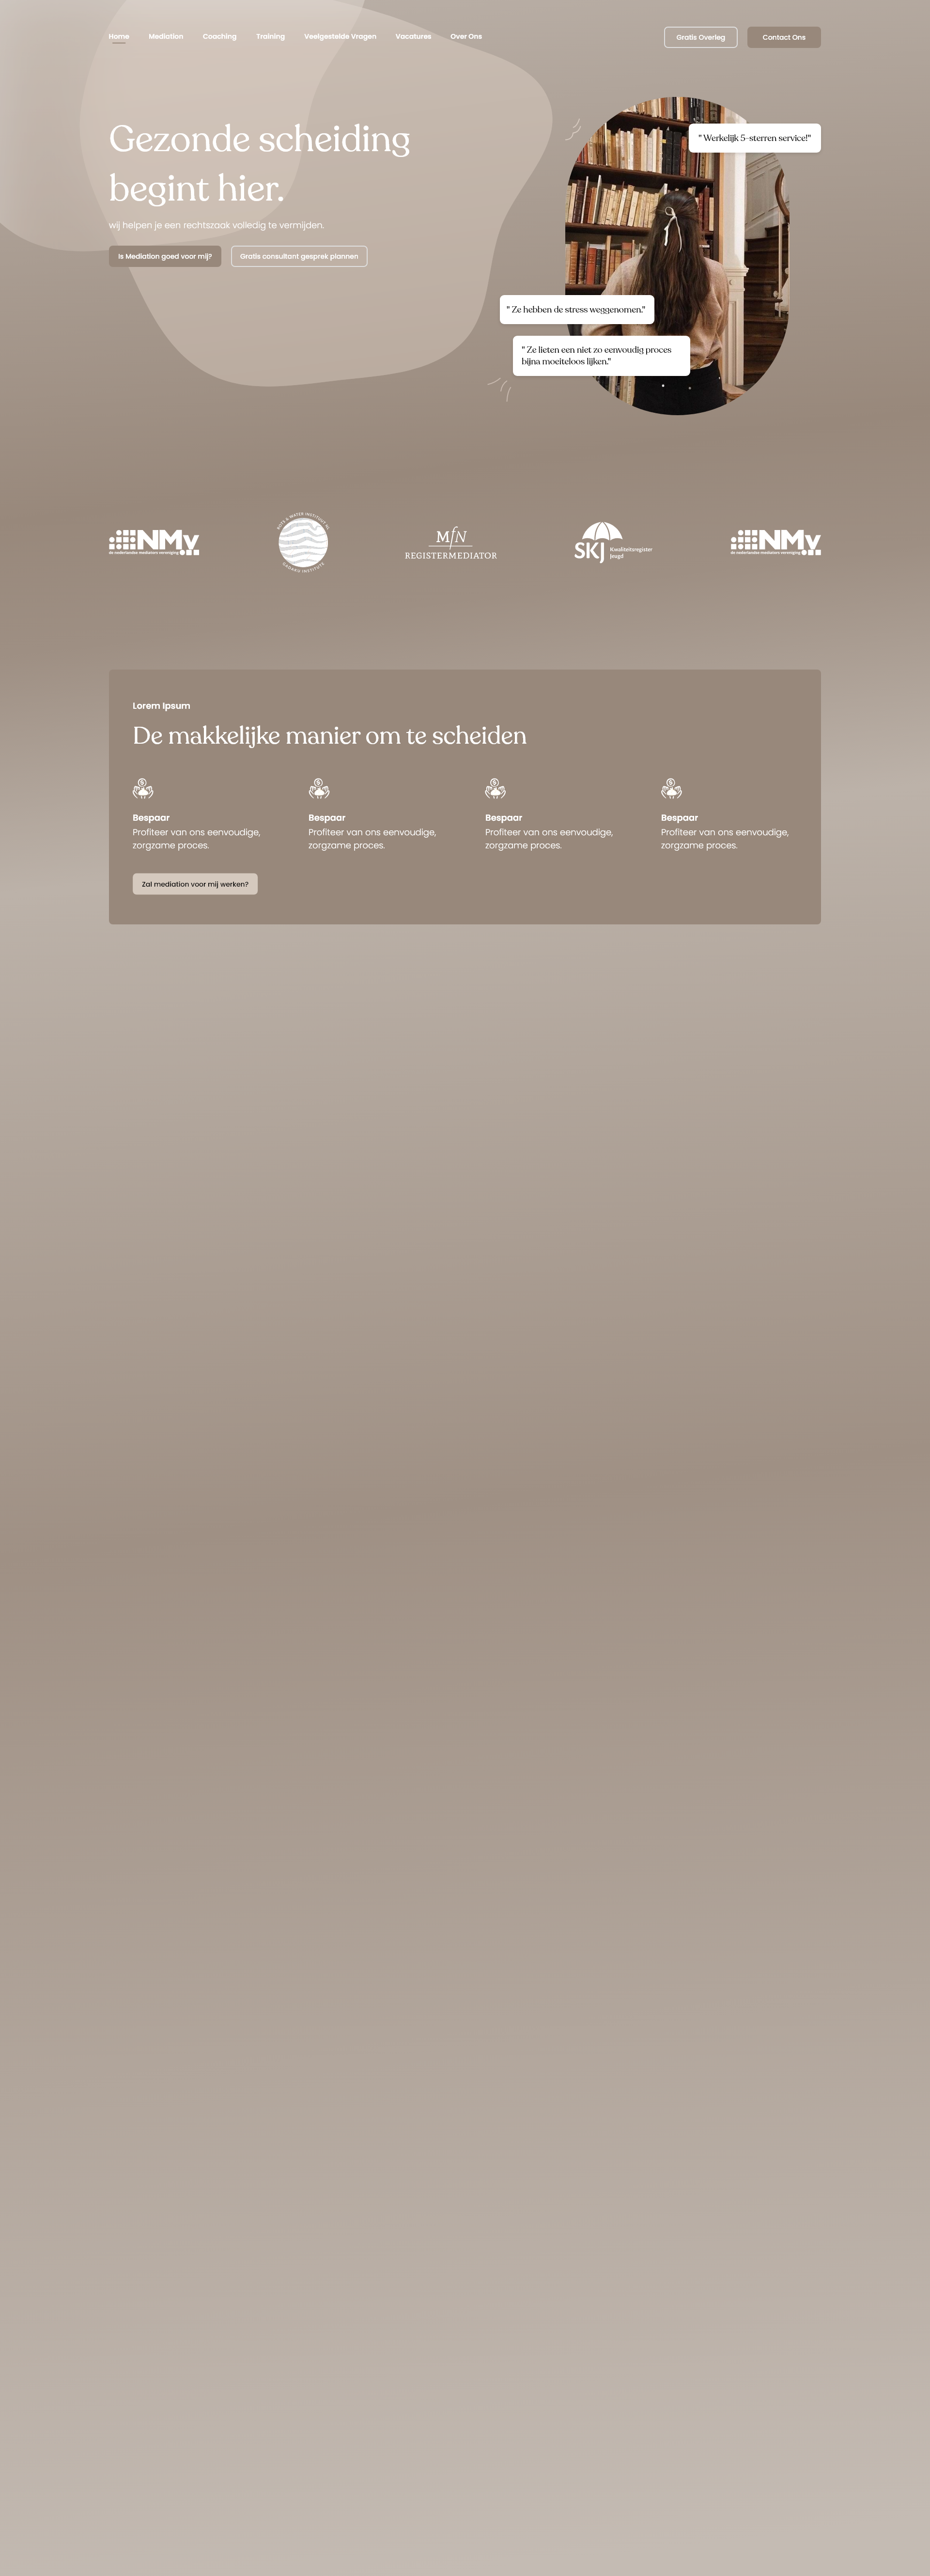 Home Mediation Coaching Training Veelgestelde Vragen Vacatures Over Ons Gratis Overleg Contact Ons
Gezonde scheiding
begint hier.
wij helpen je een rechtszaak volledig te vermijden.
Is Mediation goed voor mij? Gratis consultant gesprek plannen
" Werkelijk 5-sterren service!"
" Ze hebben de stress weggenomen."
" Ze lieten een niet zo eenvoudig proces
bijna moeiteloos lijken."
NMv
de nederlandse mediators vereniging
MfN
REGISTERMEDIATOR
SKJ Kwaliteitsregister
Jeugd
NMv
de nederlandse mediators vereniging
Lorem Ipsum
De makkelijke manier om te scheiden
Bespaar Bespaar Bespaar Bespaar
Profiteer van ons eenvoudige, Profiteer van ons eenvoudige, Profiteer van ons eenvoudige, Profiteer van ons eenvoudige,
zorgzame proces. zorgzame proces. zorgzame proces. zorgzame proces.
Zal mediation voor mij werken?